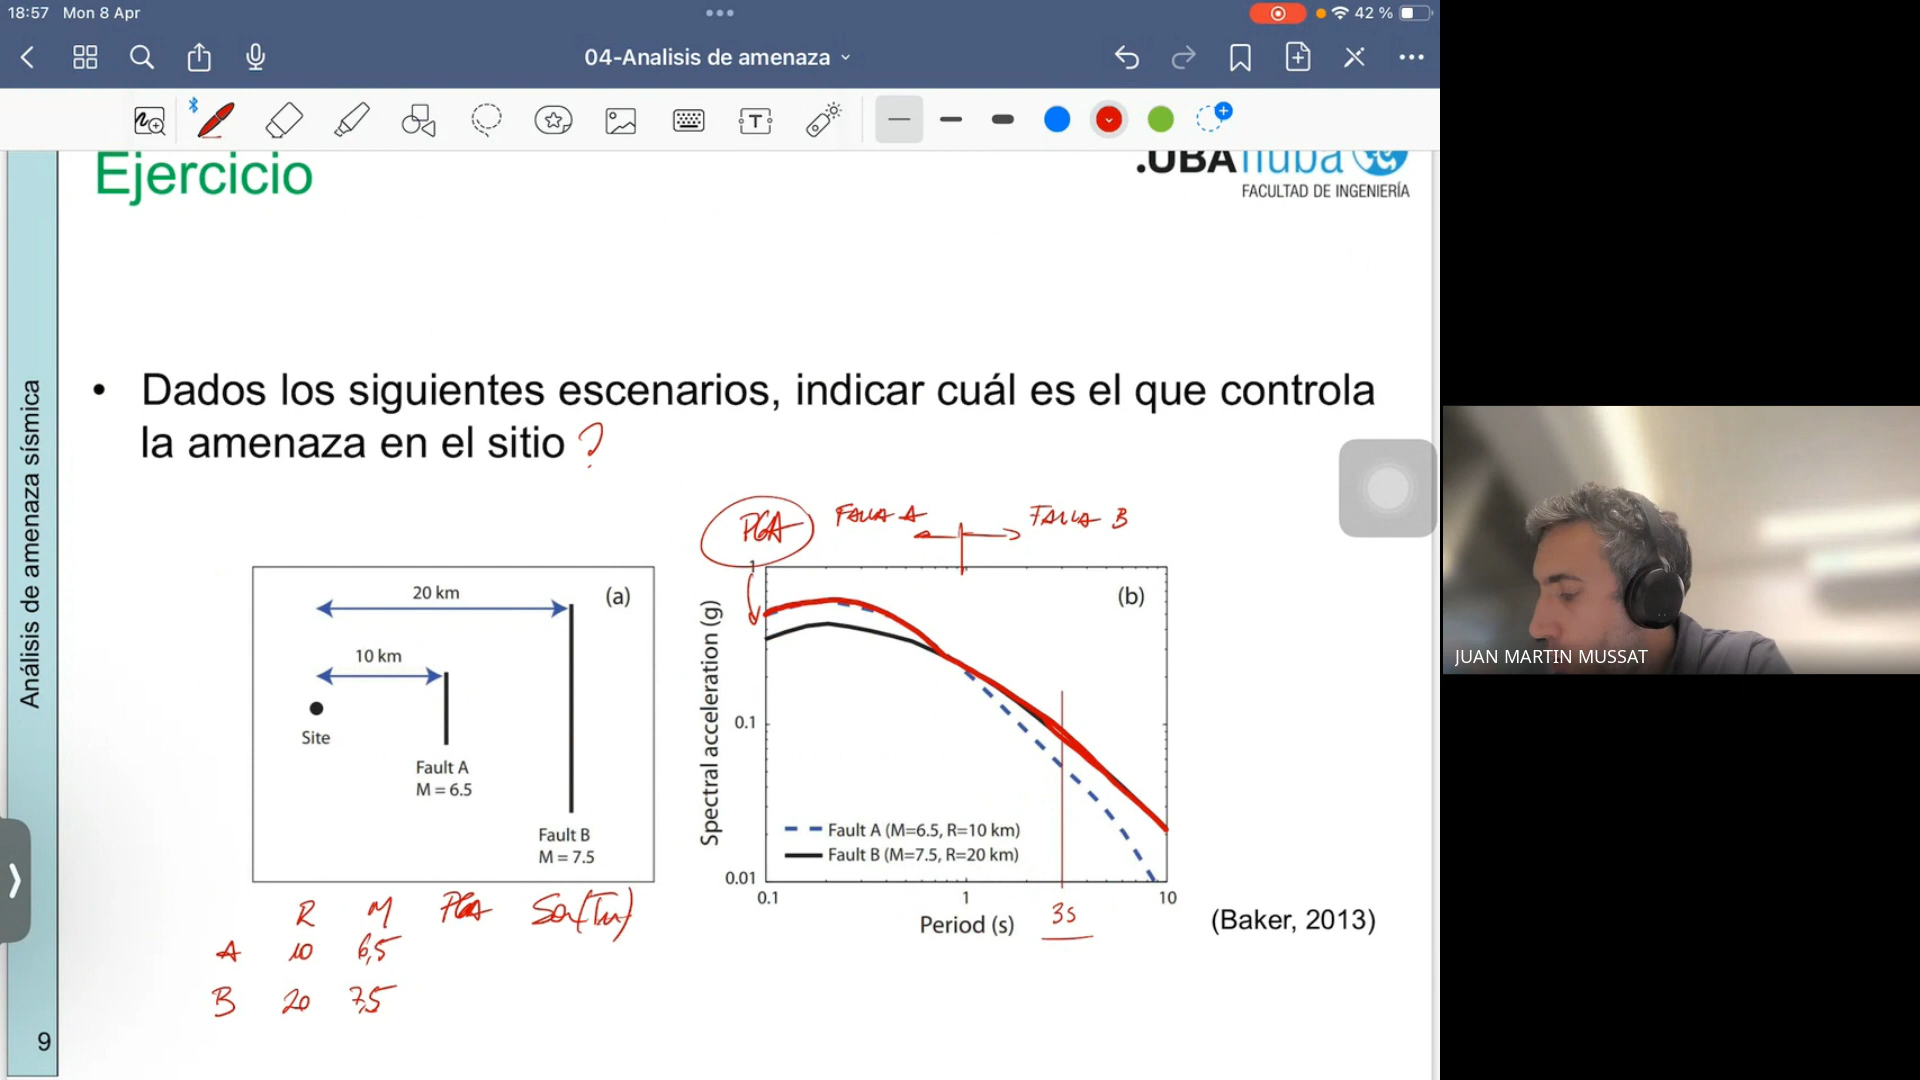 18:57 Mon 8 Apr
42 %
04-Analisis de amenaza
T
Ejercicio
.UBAfiuba
FACULTAD DE INGENIERÍA
Análisis de amenaza sísmica
• Dados los siguientes escenarios, indicar cuál es el que controla
la amenaza en el sitio ?
PGA
FALLA A
FALLA B
20 km
(a)
10 km
Site
Fault A
M = 6.5
Fault B
M = 7.5
(b)
Spectral acceleration (g)
1
0.1
0.01
Fault A (M=6.5, R=10 km)
Fault B (M=7.5, R=20 km)
0.1
1
10
Period (s)
3s
(Baker, 2013)
R M PGA Sa(Tn)
A 10 6,5
B 20 7,5
9
JUAN MARTIN MUSSAT